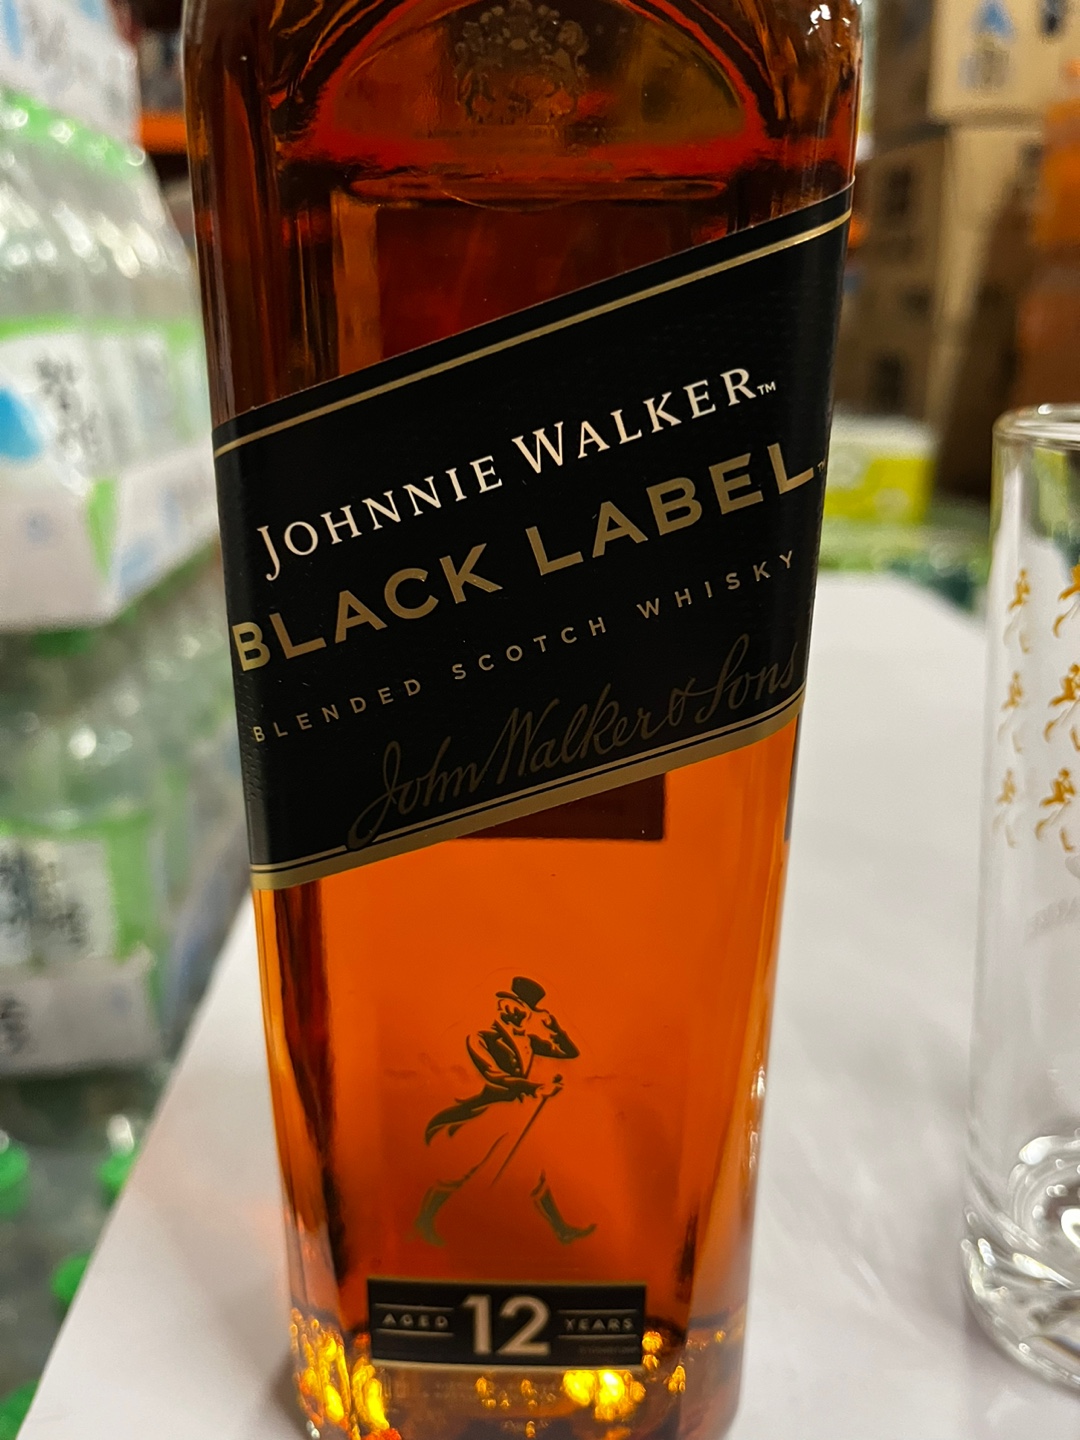 JOHNNIE WALKER™
BLACK LABEL™
BLENDED SCOTCH WHISKY
John Walker & Sons
AGED 12 YEARS